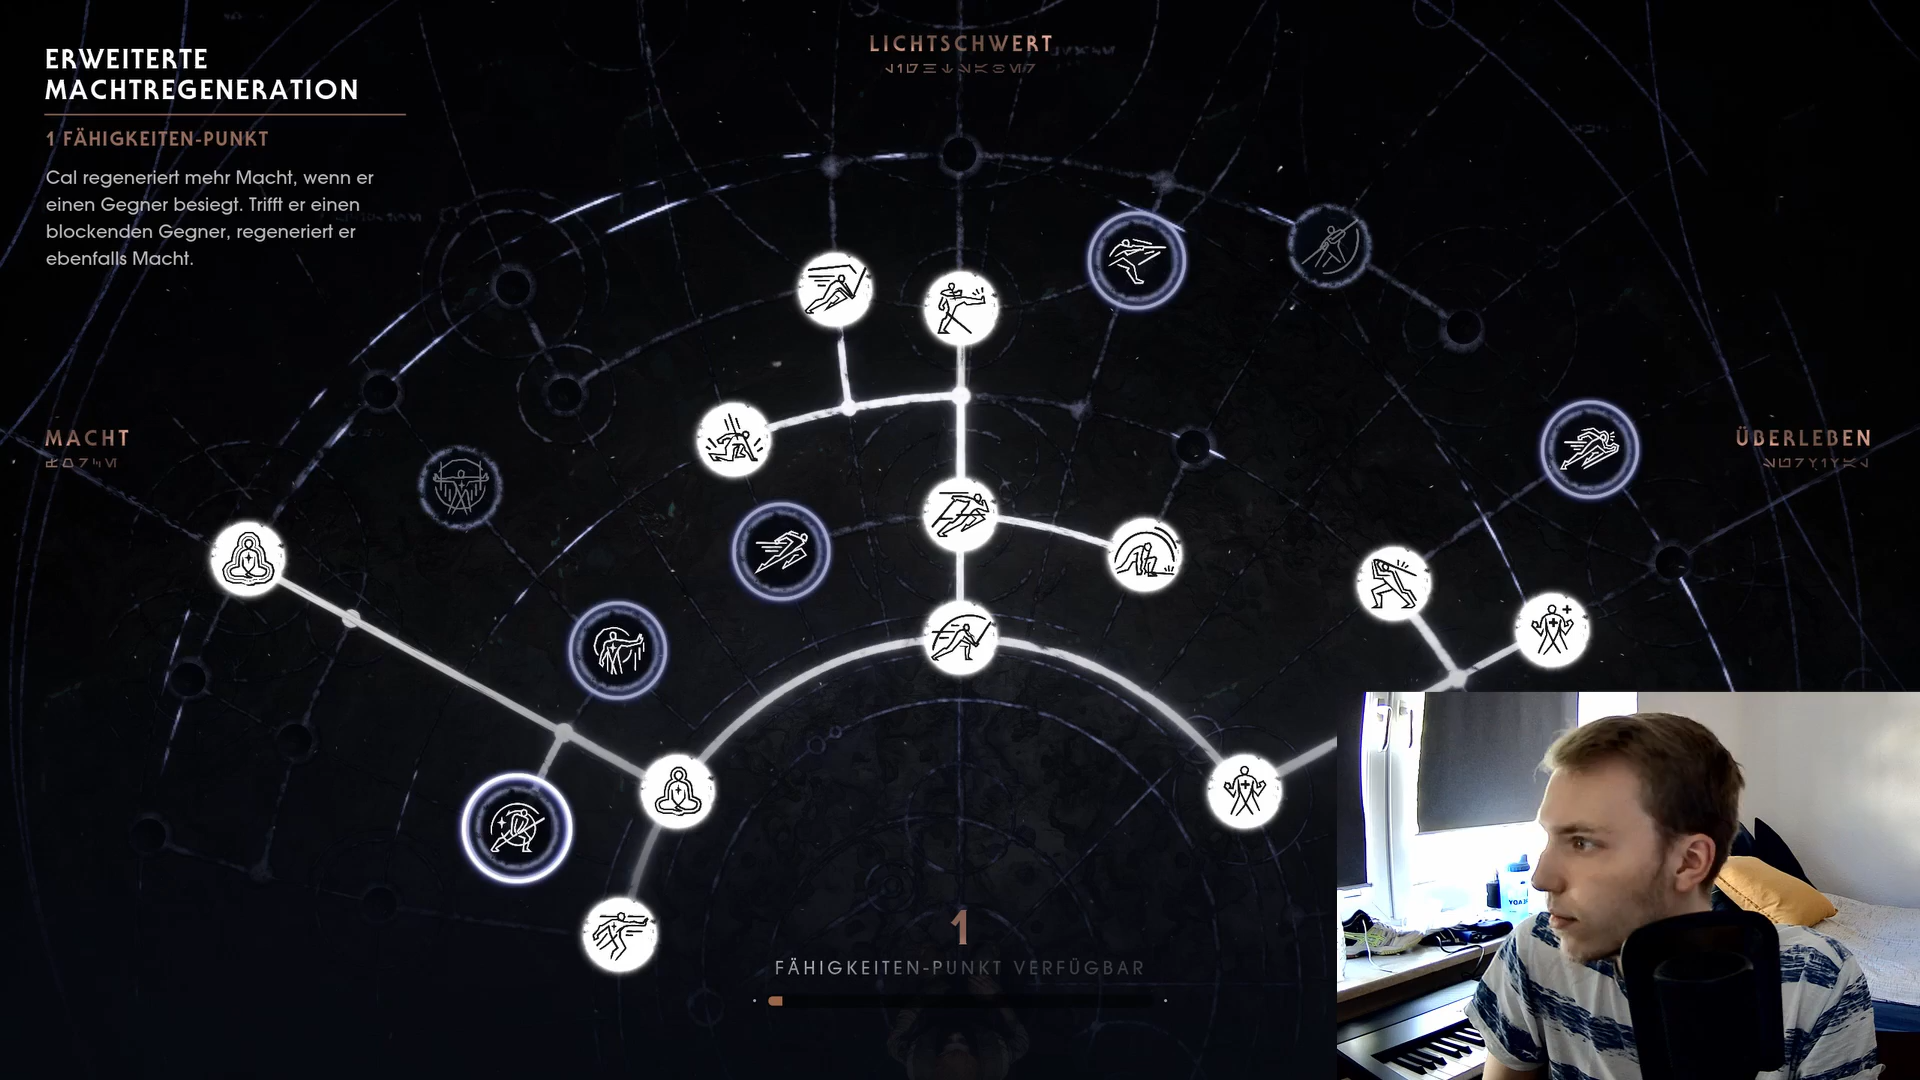 ERWEITERTE
MACHTREGENERATION
1 FÄHIGKEITEN-PUNKT
Cal regeneriert mehr Macht, wenn er
einen Gegner besiegt. Trifft er einen
blockenden Gegner, regeneriert er
ebenfalls Macht.
LICHTSCHWERT
MACHT
ÜBERLEBEN
1
FÄHIGKEITEN-PUNKT VERFÜGBAR